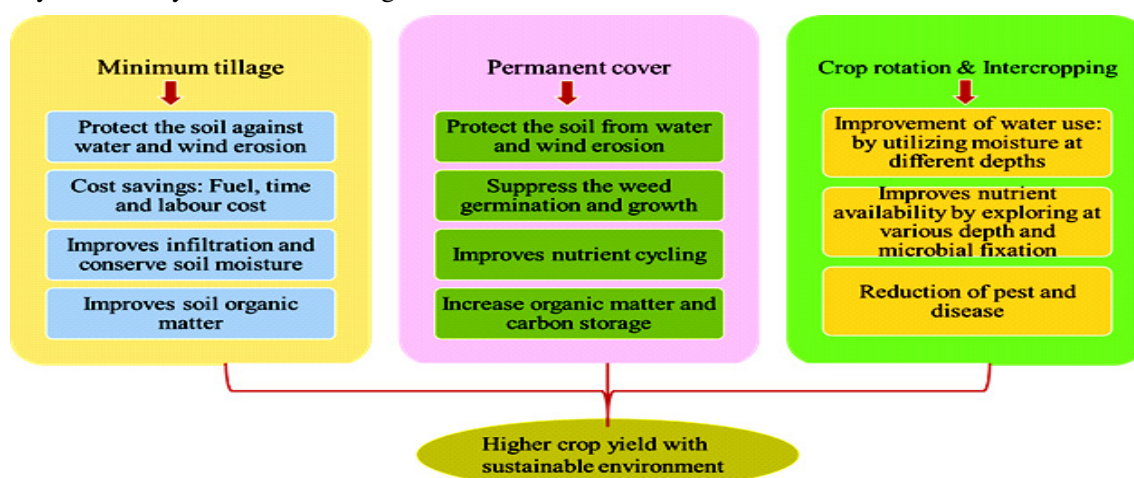 Minimum tillage
Protect the soil against
water and wind erosion
Cost savings: Fuel, time
and labour cost
Improves infiltration and
conserve soil moisture
Improves soil organic
matter
Permanent cover
Protect the soil from water
and wind erosion
Suppress the weed
germination and growth
Improves nutrient cycling
Increase organic matter and
carbon storage
Crop rotation & Intercropping
Improvement of water use:
by utilizing moisture at
different depths
Improves nutrient
availability by exploring at
various depth and
microbial fixation
Reduction of pest and
disease
Higher crop yield with
sustainable environment